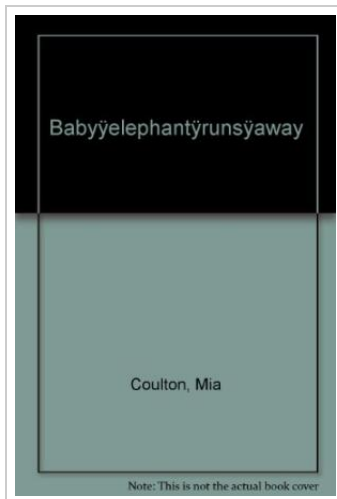 Babyÿelephantÿrunsÿaway
Coulton, Mia
Note: This is not the actual book cover